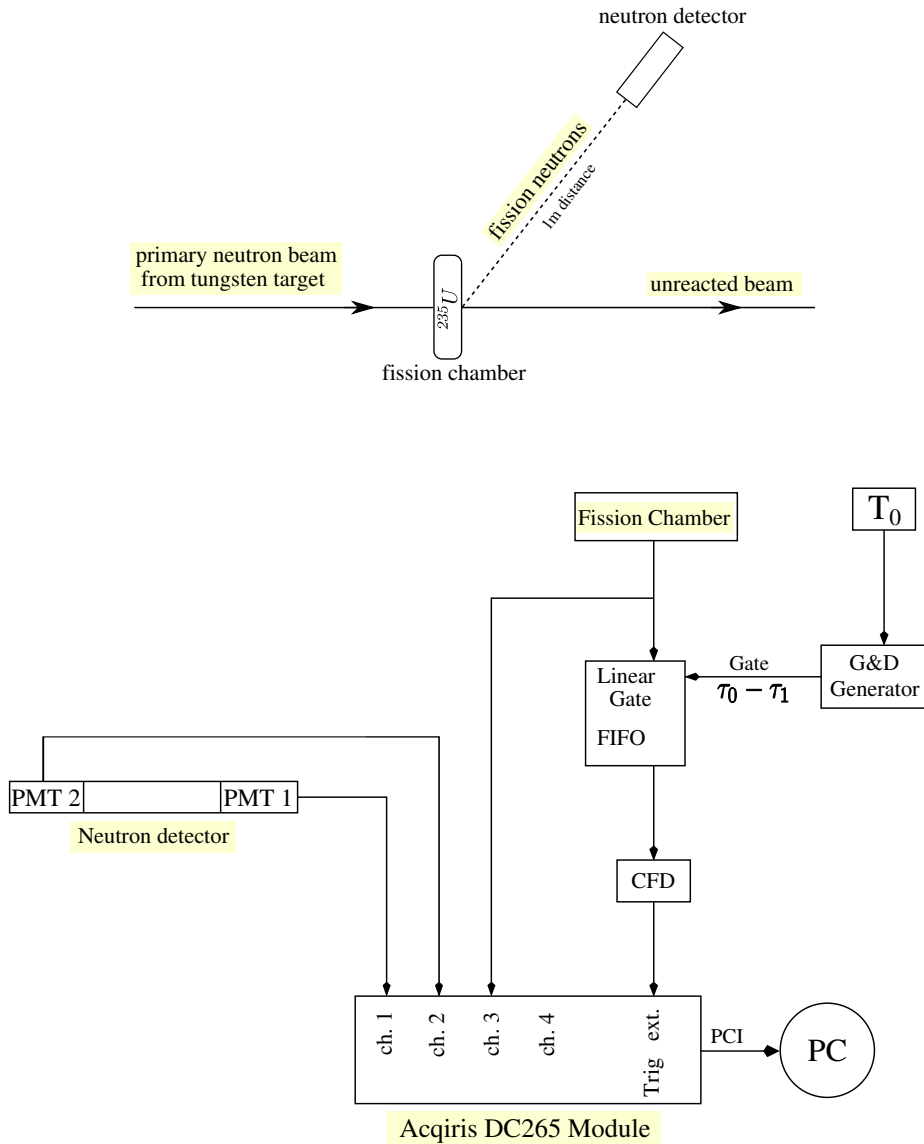 neutron detector
fission neutrons
1m distance
primary neutron beam
from tungsten target
unreacted beam
²³⁵U
fission chamber
Fission Chamber
T₀
Linear
Gate
FIFO
Gate
τ₀ − τ₁
G&D
Generator
PMT 2
PMT 1
Neutron detector
CFD
ch. 1
ch. 2
ch. 3
ch. 4
Trig ext.
PCI
PC
Acqiris DC265 Module